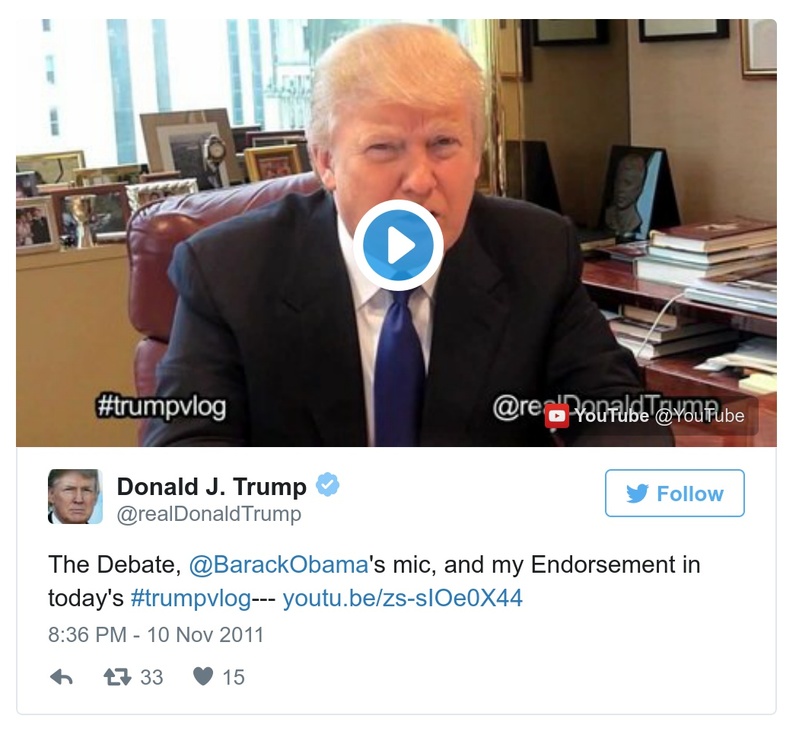 #trumpvlog
@realDonaldTrump
YouTube @YouTube
Donald J. Trump
@realDonaldTrump
Follow
The Debate, @BarackObama's mic, and my Endorsement in
today's #trumpvlog--- youtu.be/zs-sIOe0X44
8:36 PM - 10 Nov 2011
33
15